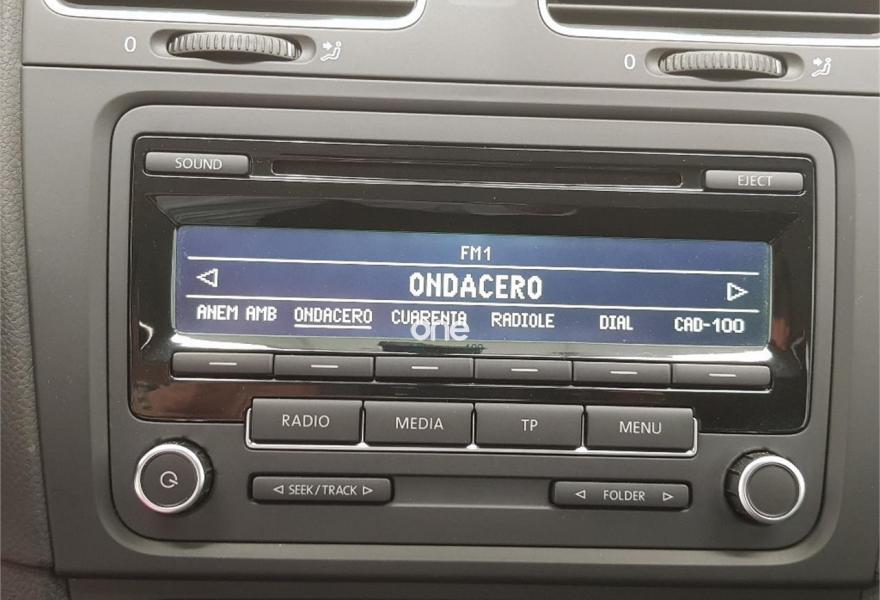 0 0
SOUND
EJECT
FM1
ONDACERO
ANEM AMB ONDACERO CUARENTA RADIOLE DIAL CAD-100
one
RADIO MEDIA TP MENU
SEEK/TRACK FOLDER